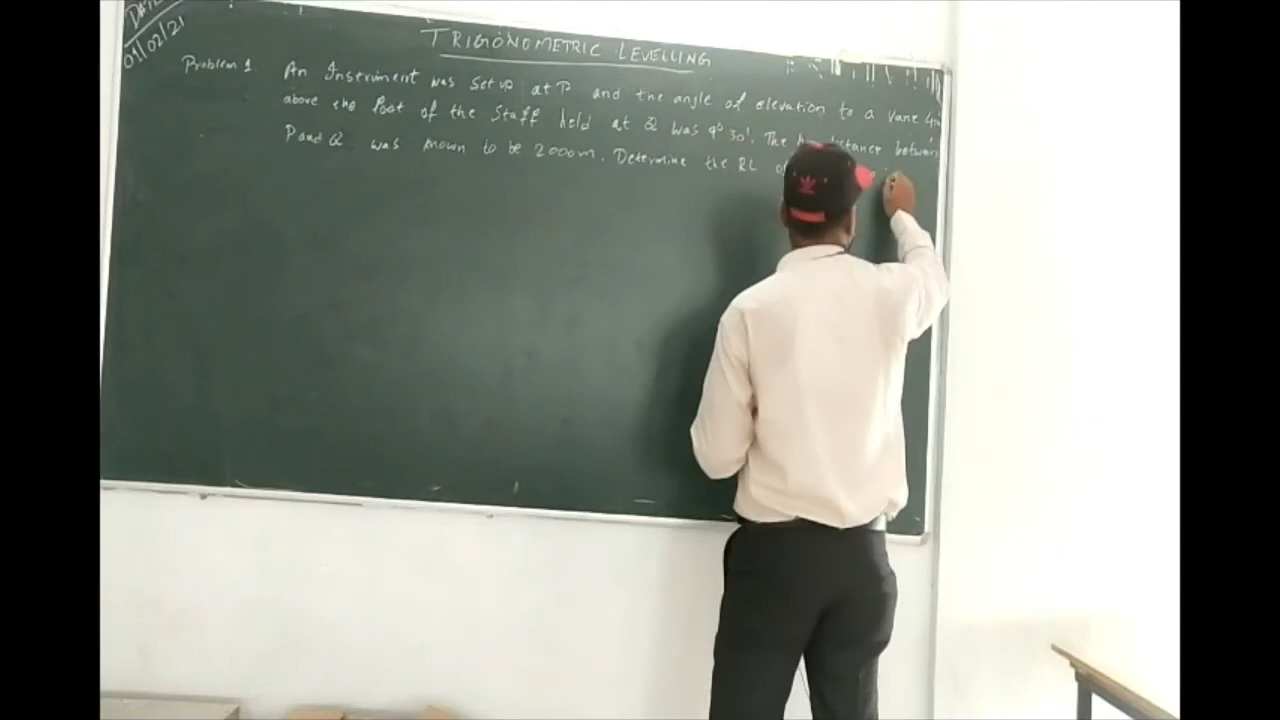 DATE
01/02/21
TRIGONOMETRIC LEVELLING
Problem 1. An Instrument was set up at P and the angle of elevation to a vane 4m
above the foot of the staff held at Q was 9° 30'. The distance between
P and Q was known to be 2000m. Determine the RL